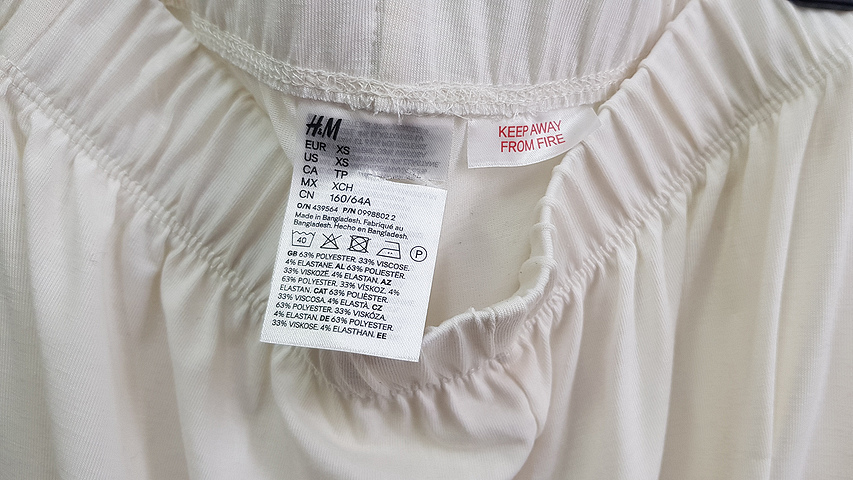 H&M
EUR XS
US XS
CA TP
MX XCH
CN 160/64A
O/N 439564 P/N 0998802 2
Made in Bangladesh. Fabriqué au
Bangladesh. Hecho en Bangladesh.
40 P
GB 63% POLYESTER. 33% VISCOSE.
4% ELASTANE. AL 63% POLIESTËR.
33% VISKOZË. 4% ELASTAN. AZ
63% POLYESTER. 33% VİSKOZ. 4%
ELASTAN. CAT 63% POLIÈSTER.
33% VISCOSA. 4% ELASTÀ. CZ
63% POLYESTER. 33% VISKÓZA.
4% ELASTAN. DE 63% POLYESTER.
33% VISKOSE. 4% ELASTHAN. EE
KEEP AWAY
FROM FIRE